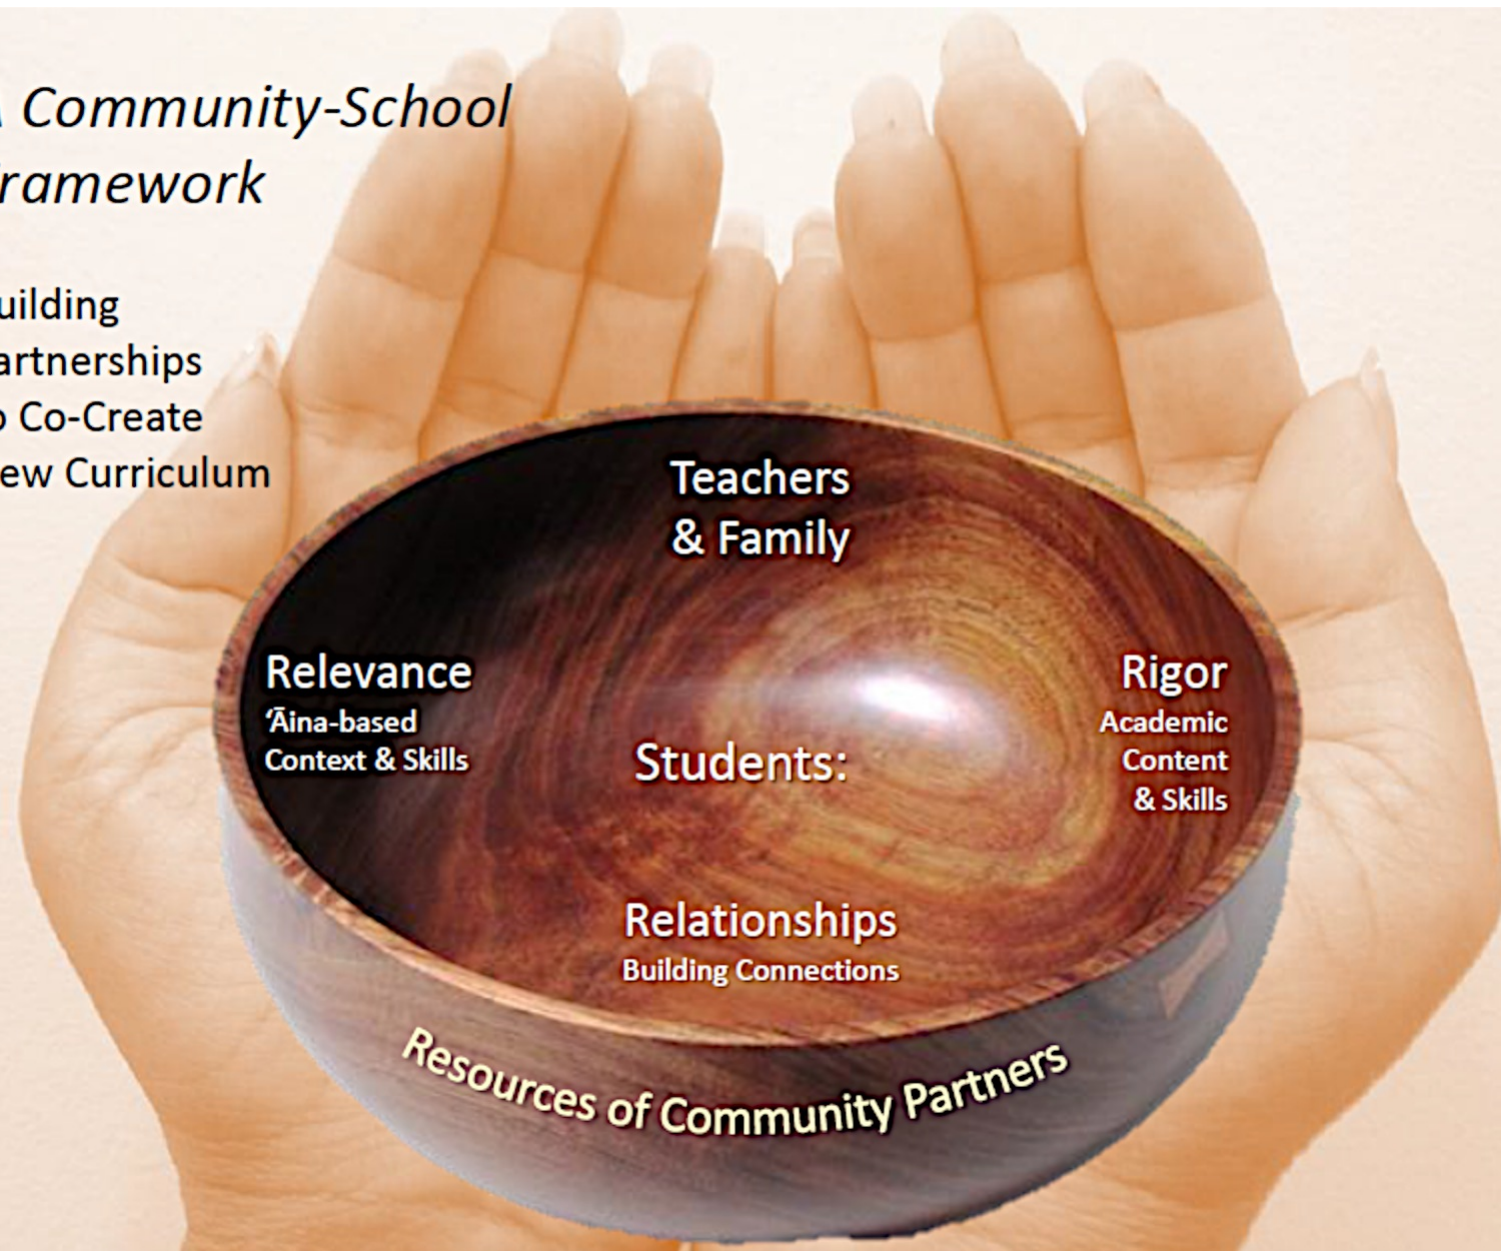 Community-School
ramework
uilding
artnerships
o Co-Create
ew Curriculum
Teachers
& Family
Relevance
‘Āina-based
Context & Skills
Rigor
Academic
Content
& Skills
Students:
Relationships
Building Connections
Resources of Community Partners